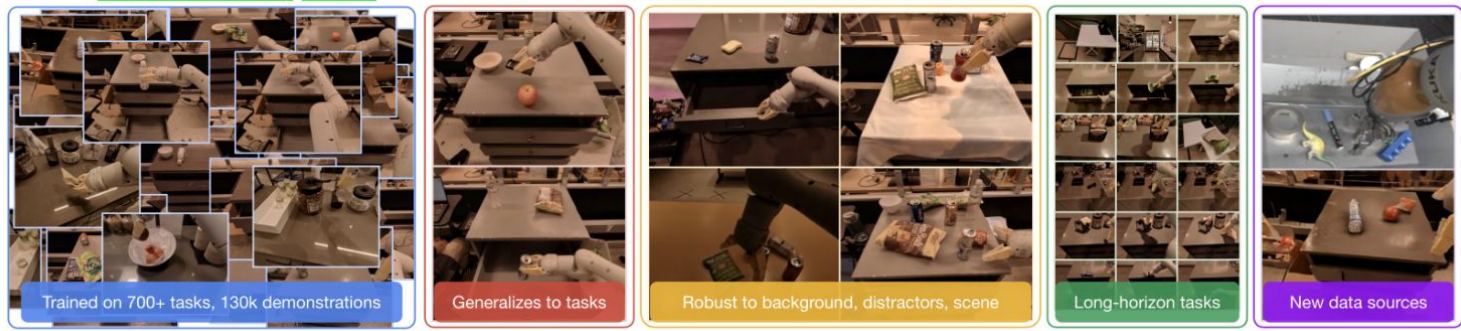 Trained on 700+ tasks, 130k demonstrations
Generalizes to tasks
Robust to background, distractors, scene
Long-horizon tasks
New data sources
KUKA